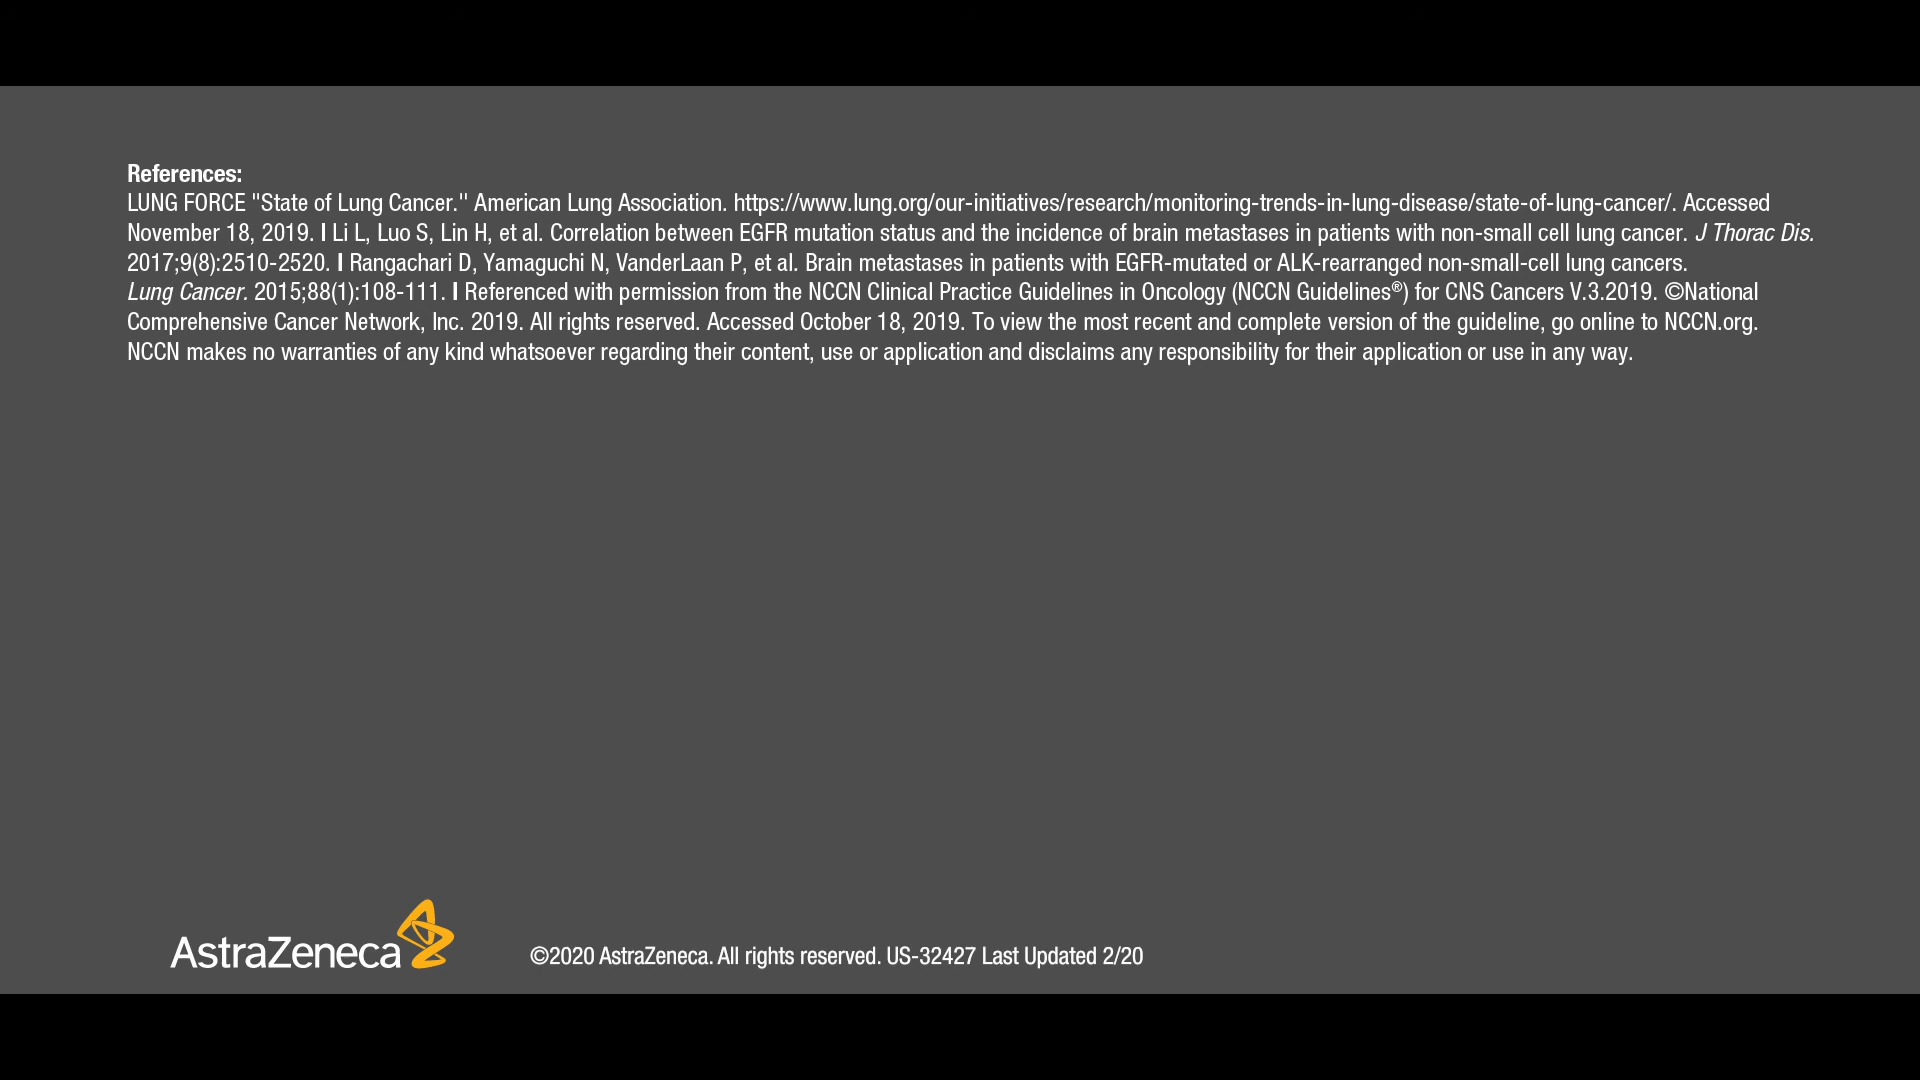 References:
LUNG FORCE "State of Lung Cancer." American Lung Association. https://www.lung.org/our-initiatives/research/monitoring-trends-in-lung-disease/state-of-lung-cancer/. Accessed
November 18, 2019. I Li L, Luo S, Lin H, et al. Correlation between EGFR mutation status and the incidence of brain metastases in patients with non-small cell lung cancer. J Thorac Dis.
2017;9(8):2510-2520. I Rangachari D, Yamaguchi N, VanderLaan P, et al. Brain metastases in patients with EGFR-mutated or ALK-rearranged non-small-cell lung cancers.
Lung Cancer. 2015;88(1):108-111. I Referenced with permission from the NCCN Clinical Practice Guidelines in Oncology (NCCN Guidelines®) for CNS Cancers V.3.2019. ©National
Comprehensive Cancer Network, Inc. 2019. All rights reserved. Accessed October 18, 2019. To view the most recent and complete version of the guideline, go online to NCCN.org.
NCCN makes no warranties of any kind whatsoever regarding their content, use or application and disclaims any responsibility for their application or use in any way.
AstraZeneca
©2020 AstraZeneca. All rights reserved. US-32427 Last Updated 2/20